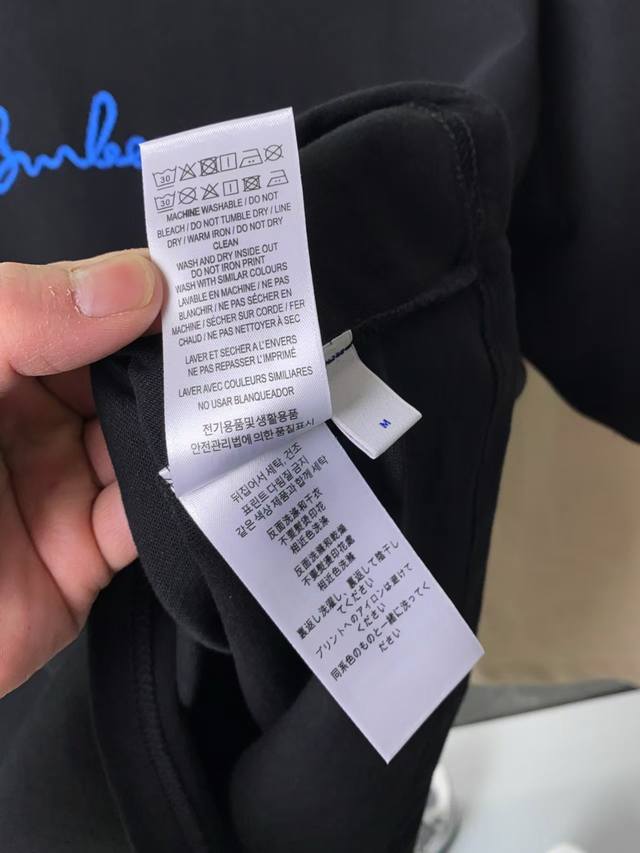 Burbe
30
30
MACHINE WASHABLE / DO NOT
BLEACH / DO NOT TUMBLE DRY / LINE
DRY / WARM IRON / DO NOT DRY
CLEAN
WASH AND DRY INSIDE OUT
DO NOT IRON PRINT
WASH WITH SIMILAR COLOURS
LAVABLE EN MACHINE / NE PAS
BLANCHIR / NE PAS SÉCHER EN
MACHINE / SÉCHER SUR CORDE / FER
CHAUD / NE PAS NETTOYER À SEC
LAVER ET SECHER A L'ENVERS
NE PAS REPASSER L'IMPRIMÉ
LAVER AVEC COULEURS SIMILIARES
NO USAR BLANQUEADOR
전기용품및생활용품
안전관리법에의한품질표시
뒤집어서세탁, 건조
프린트다림질금지
같은색상제품과함께세탁
反面洗滌和干衣
不要熨烫印花
相近色洗涤
反面洗滌和乾燥
不要熨燙印花處
相近色洗滌
裏返し洗濯し、裏返して陰干し
てください
プリントへのアイロンは避けて
ください
同系色のものと一緒に洗ってく
ださい
M